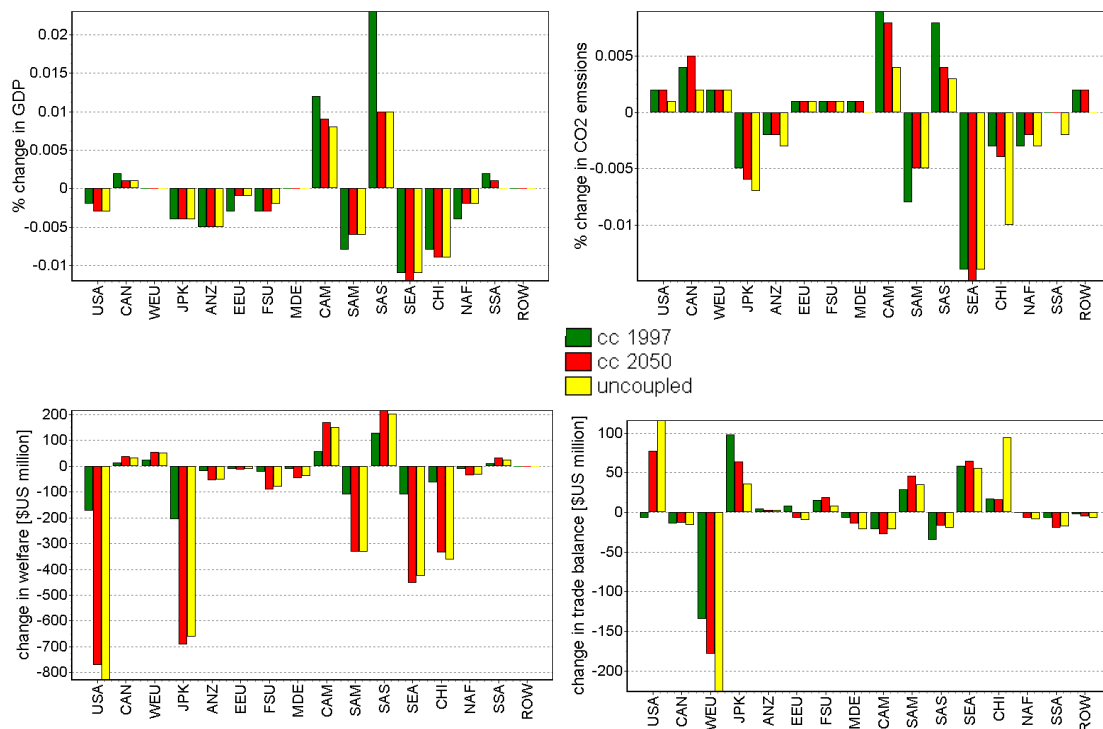 % change in GDP
0.02
0.015
0.01
0.005
0
-0.005
-0.01
USA CAN WEU JPK ANZ EEU FSU MDE CAM SAM SAS SEA CHI NAF SSA ROW
% change in CO2 emssions
0.005
0
-0.005
-0.01
USA CAN WEU JPK ANZ EEU FSU MDE CAM SAM SAS SEA CHI NAF SSA ROW
cc 1997
cc 2050
uncoupled
change in welfare [$US million]
200
100
0
-100
-200
-300
-400
-500
-600
-700
-800
USA CAN WEU JPK ANZ EEU FSU MDE CAM SAM SAS SEA CHI NAF SSA ROW
change in trade balance [$US million]
100
50
0
-50
-100
-150
-200
USA CAN WEU JPK ANZ EEU FSU MDE CAM SAM SAS SEA CHI NAF SSA ROW